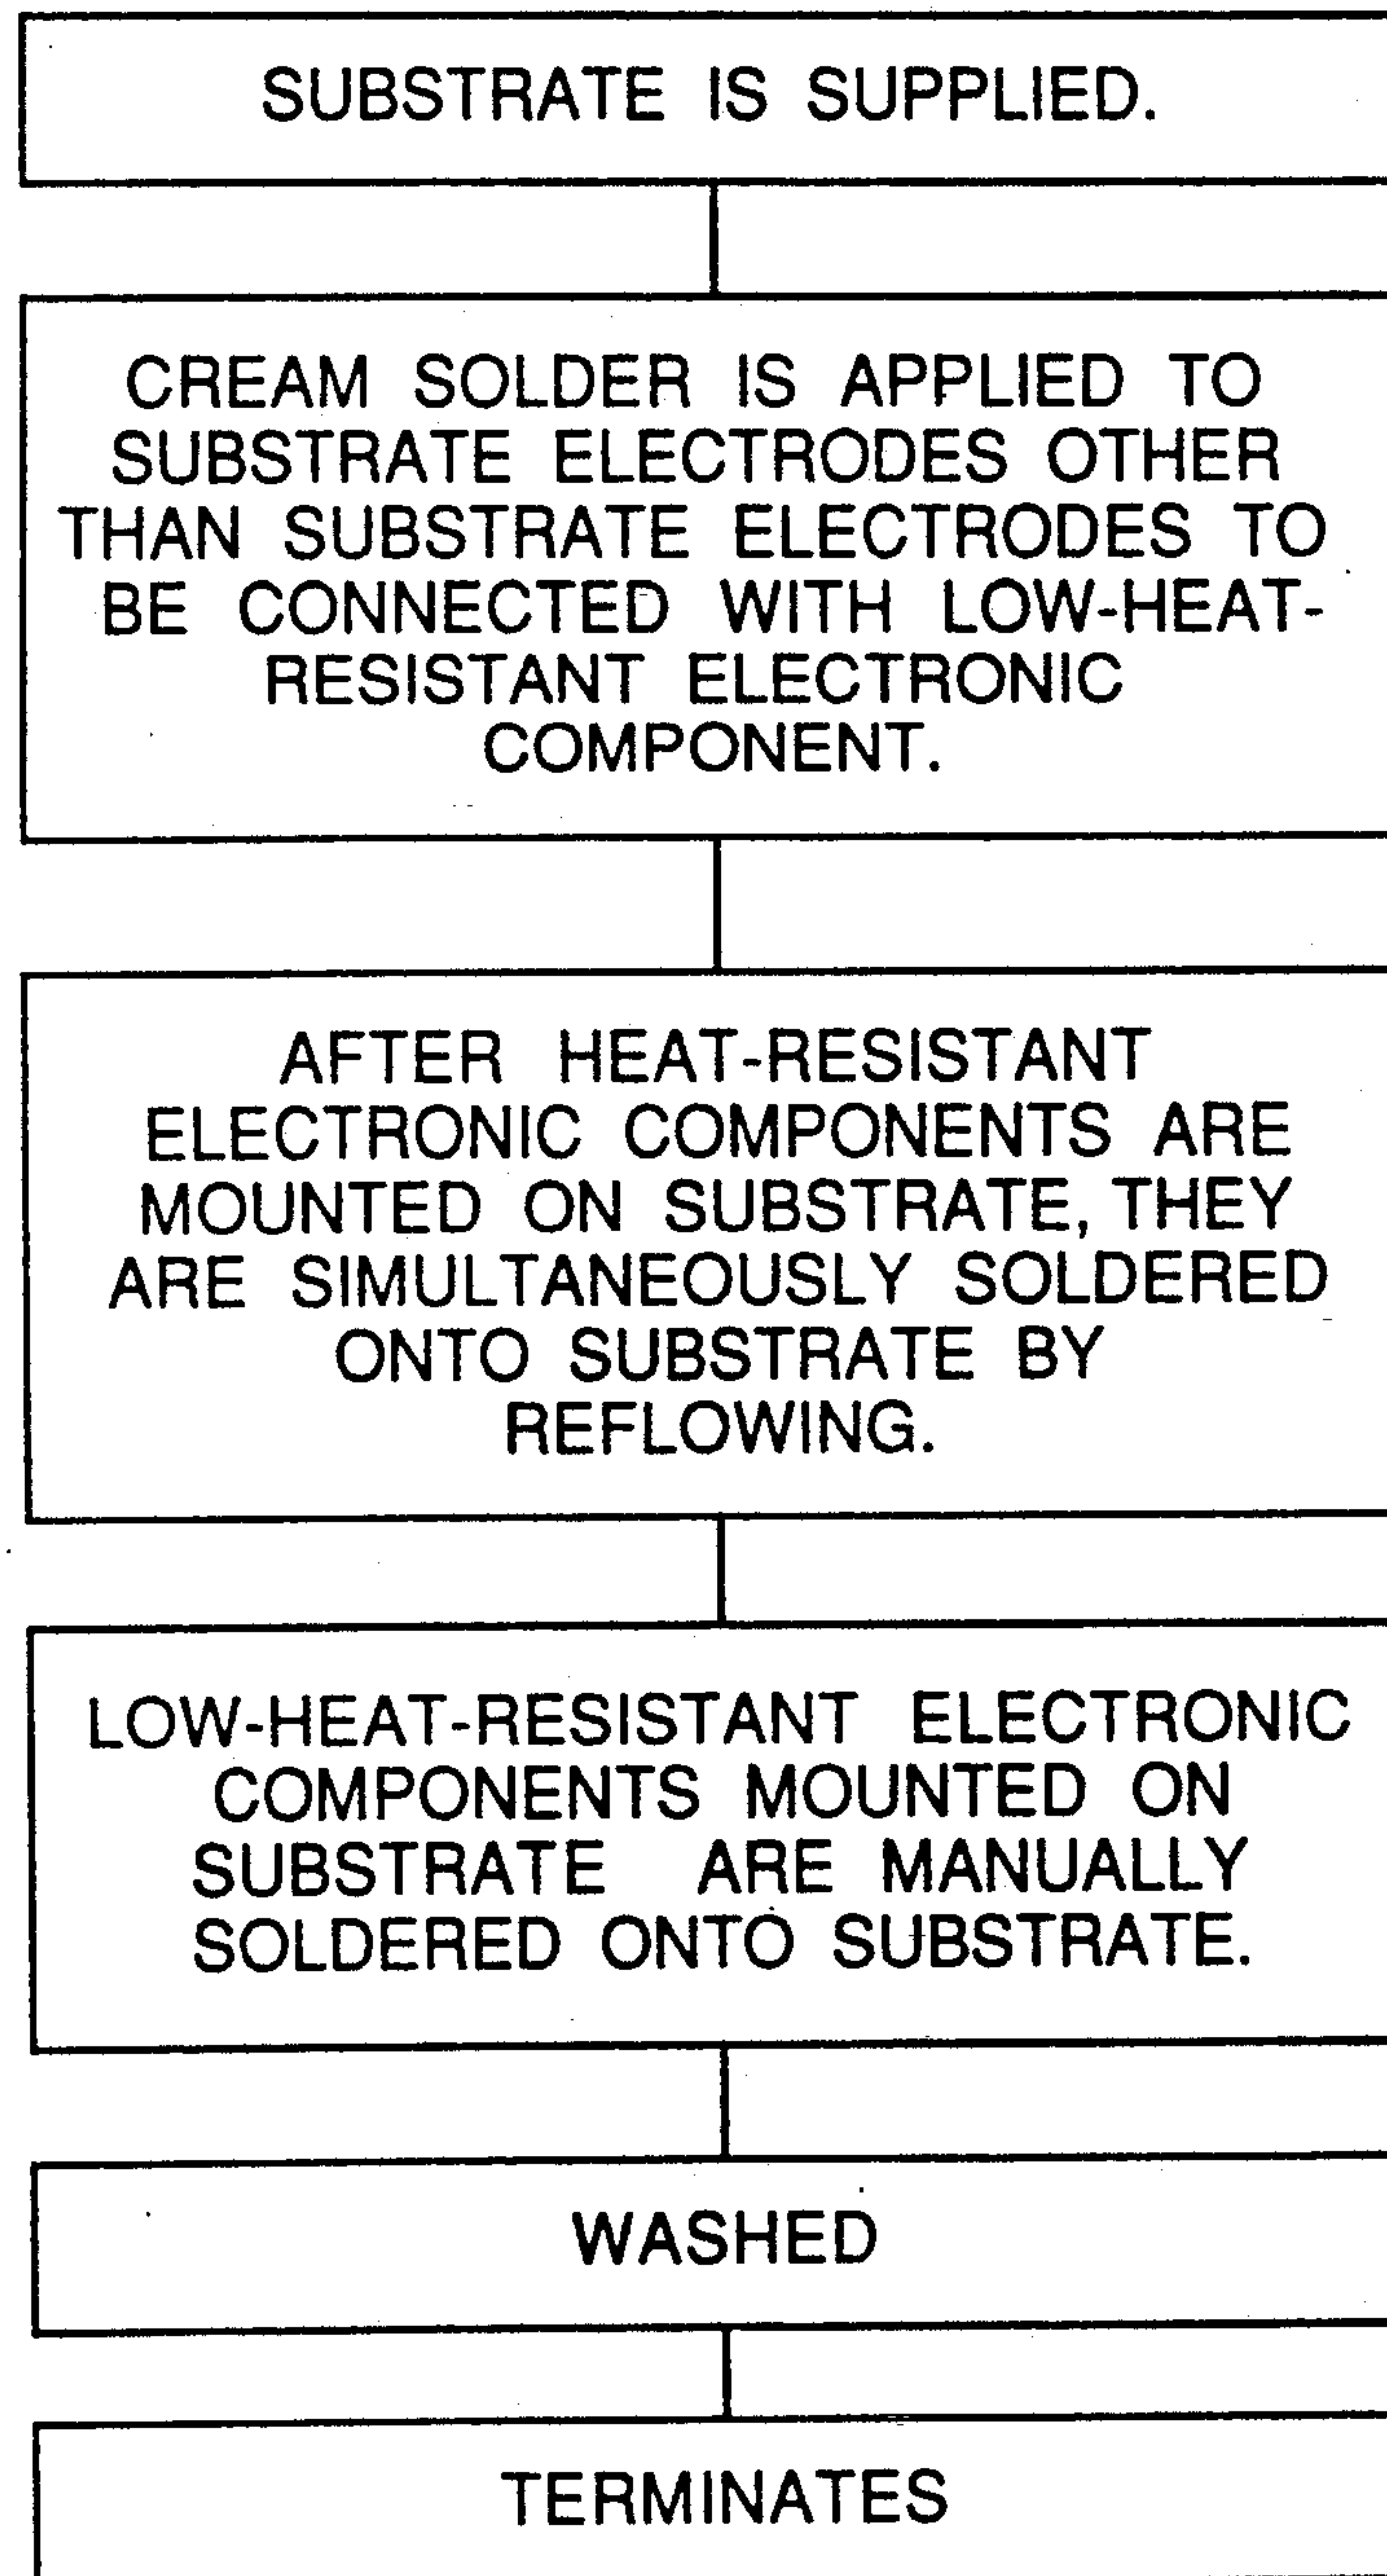 SUBSTRATE IS SUPPLIED.
CREAM SOLDER IS APPLIED TO
SUBSTRATE ELECTRODES OTHER
THAN SUBSTRATE ELECTRODES TO
BE CONNECTED WITH LOW-HEAT-
RESISTANT ELECTRONIC
COMPONENT.
AFTER HEAT-RESISTANT
ELECTRONIC COMPONENTS ARE
MOUNTED ON SUBSTRATE, THEY
ARE SIMULTANEOUSLY SOLDERED
ONTO SUBSTRATE BY
REFLOWING.
LOW-HEAT-RESISTANT ELECTRONIC
COMPONENTS MOUNTED ON
SUBSTRATE ARE MANUALLY
SOLDERED ONTO SUBSTRATE.
WASHED
TERMINATES